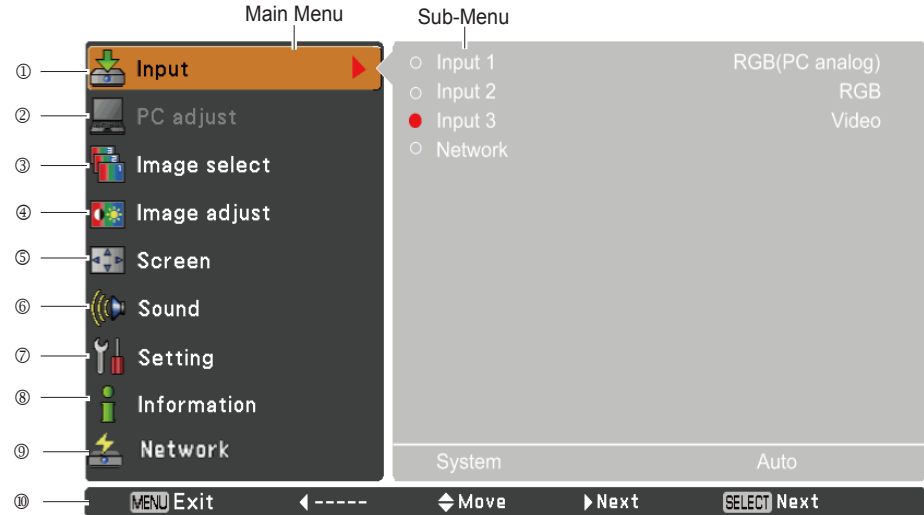 Main Menu Sub-Menu
① Input
② PC adjust
③ Image select
④ Image adjust
⑤ Screen
⑥ Sound
⑦ Setting
⑧ Information
⑨ Network
Input 1 RGB(PC analog)
Input 2 RGB
Input 3 Video
Network
System Auto
⑩ MENU Exit ◀----- Move ▶Next SELECT Next